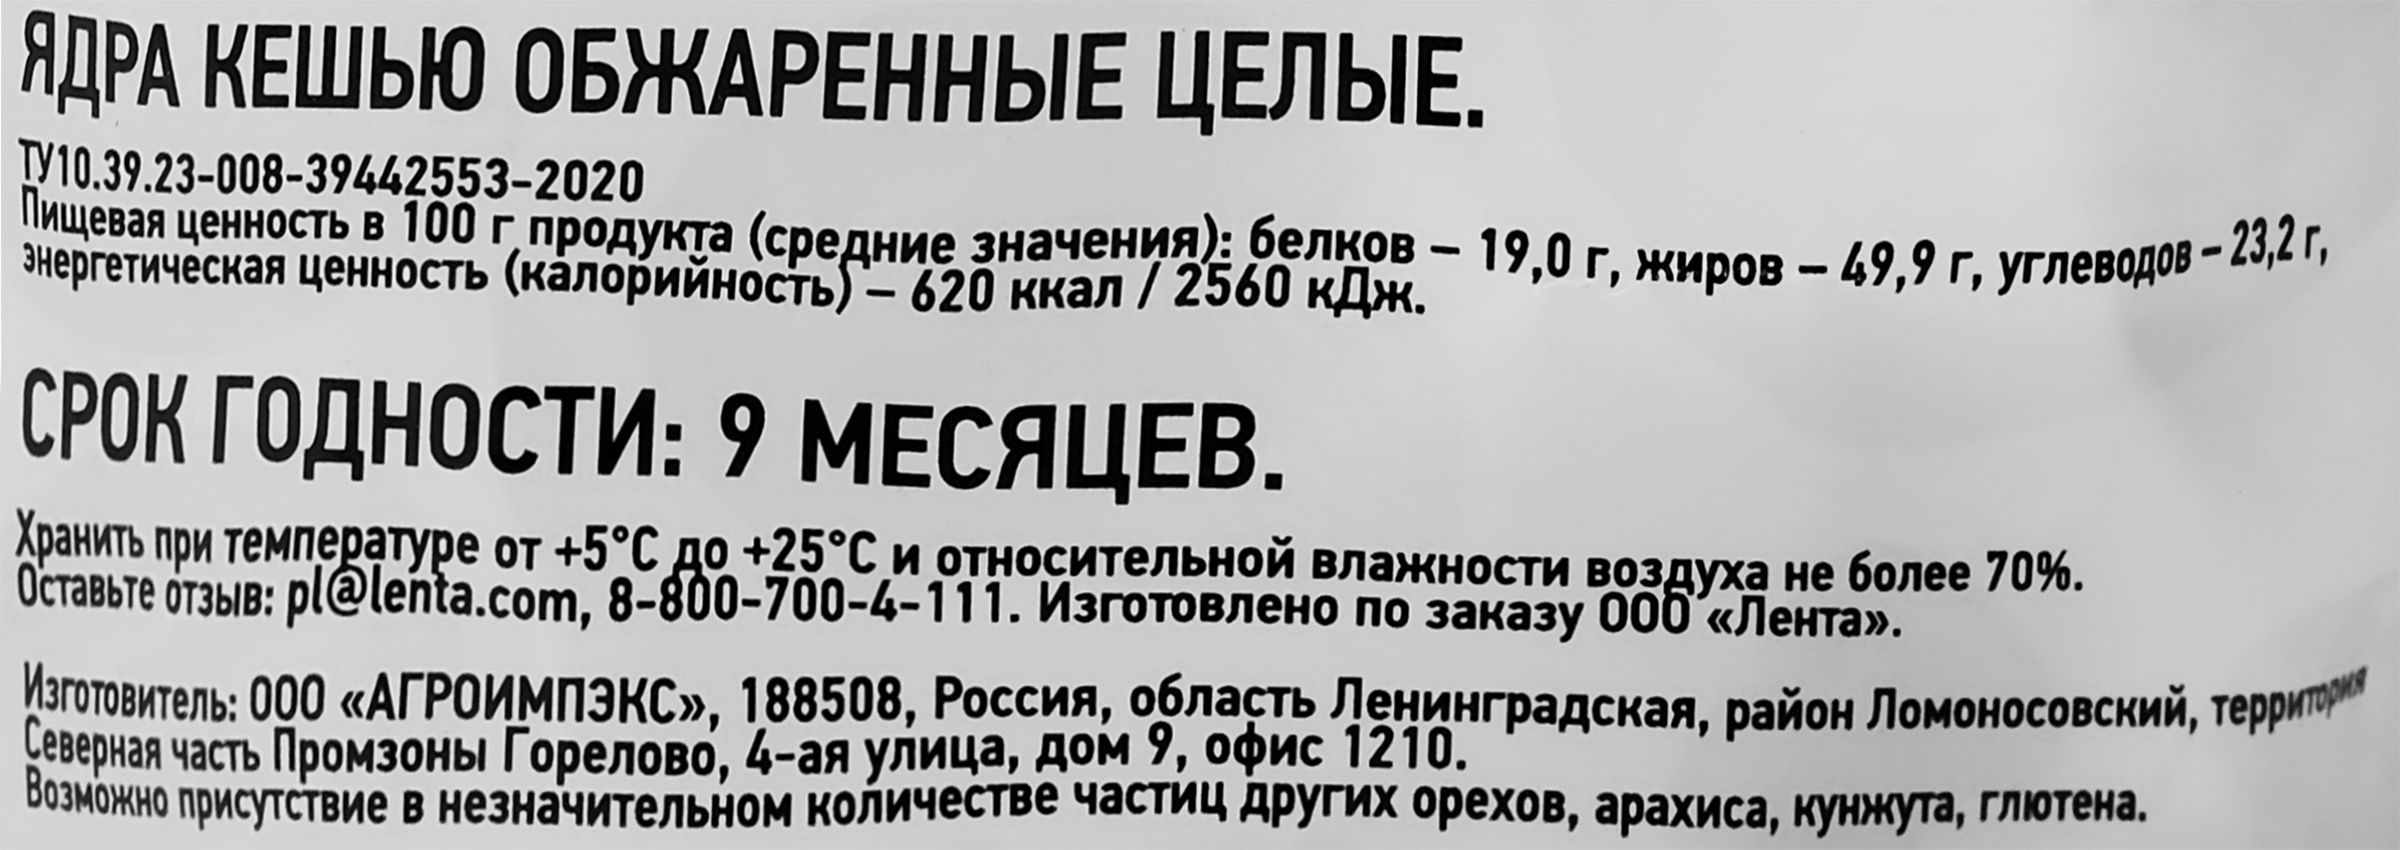 ЯДРА КЕШЬЮ ОБЖАРЕННЫЕ ЦЕЛЫЕ.
ТУ10.39.23-008-39442553-2020
Пищевая ценность в 100 г продукта (средние значения): белков – 19,0 г, жиров – 49,9 г, углеводов – 23,2 г,
энергетическая ценность (калорийность) – 620 ккал / 2560 кДж.
СРОК ГОДНОСТИ: 9 МЕСЯЦЕВ.
Хранить при температуре от +5°С до +25°С и относительной влажности воздуха не более 70%.
Оставьте отзыв: pl@lenta.com, 8-800-700-4-111. Изготовлено по заказу ООО «Лента».
Изготовитель: ООО «АГРОИМПЭКС», 188508, Россия, область Ленинградская, район Ломоносовский, территория
Северная часть Промзоны Горелово, 4-ая улица, дом 9, офис 1210.
Возможно присутствие в незначительном количестве частиц других орехов, арахиса, кунжута, глютена.